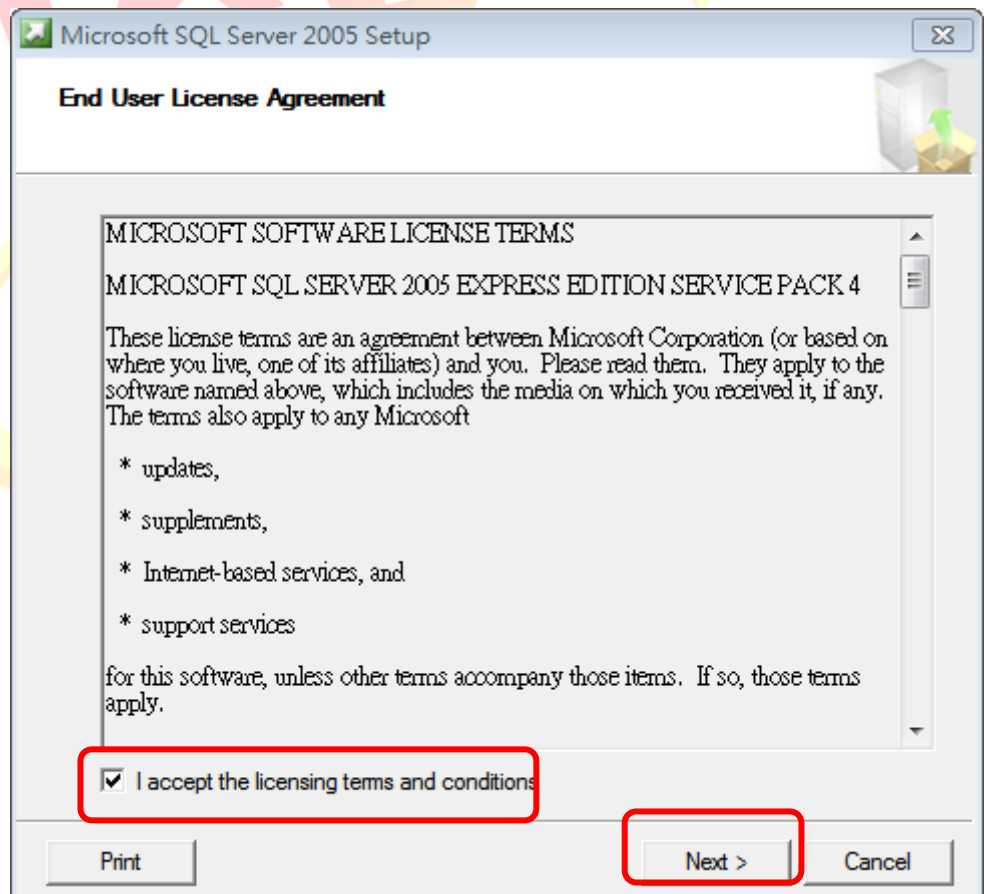 Microsoft SQL Server 2005 Setup
End User License Agreement
MICROSOFT SOFTWARE LICENSE TERMS
MICROSOFT SQL SERVER 2005 EXPRESS EDITION SERVICE PACK 4
These license terms are an agreement between Microsoft Corporation (or based on
where you live, one of its affiliates) and you.  Please read them.  They apply to the
software named above, which includes the media on which you received it, if any.
The terms also apply to any Microsoft
* updates,
* supplements,
* Internet-based services, and
* support services
for this software, unless other terms accompany those items.  If so, those terms
apply.
I accept the licensing terms and conditions
Print
Next >
Cancel